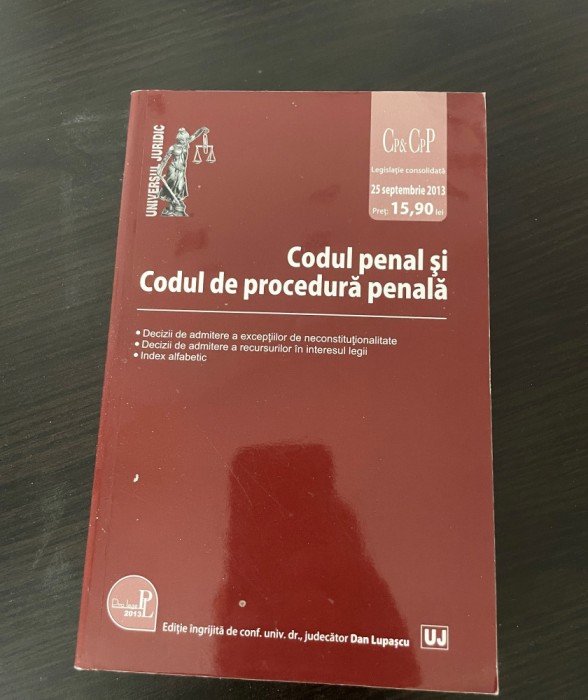 UNIVERSUL JURIDIC
Cp& CpP
Legislație consolidată
25 septembrie 2013
Preț: 15,90 lei
Codul penal și
Codul de procedură penală
• Decizii de admitere a excepțiilor de neconstituționalitate
• Decizii de admitere a recursurilor în interesul legii
• Index alfabetic
PL
2013
Ediție îngrijită de conf. univ. dr., judecător Dan Lupașcu
UJ